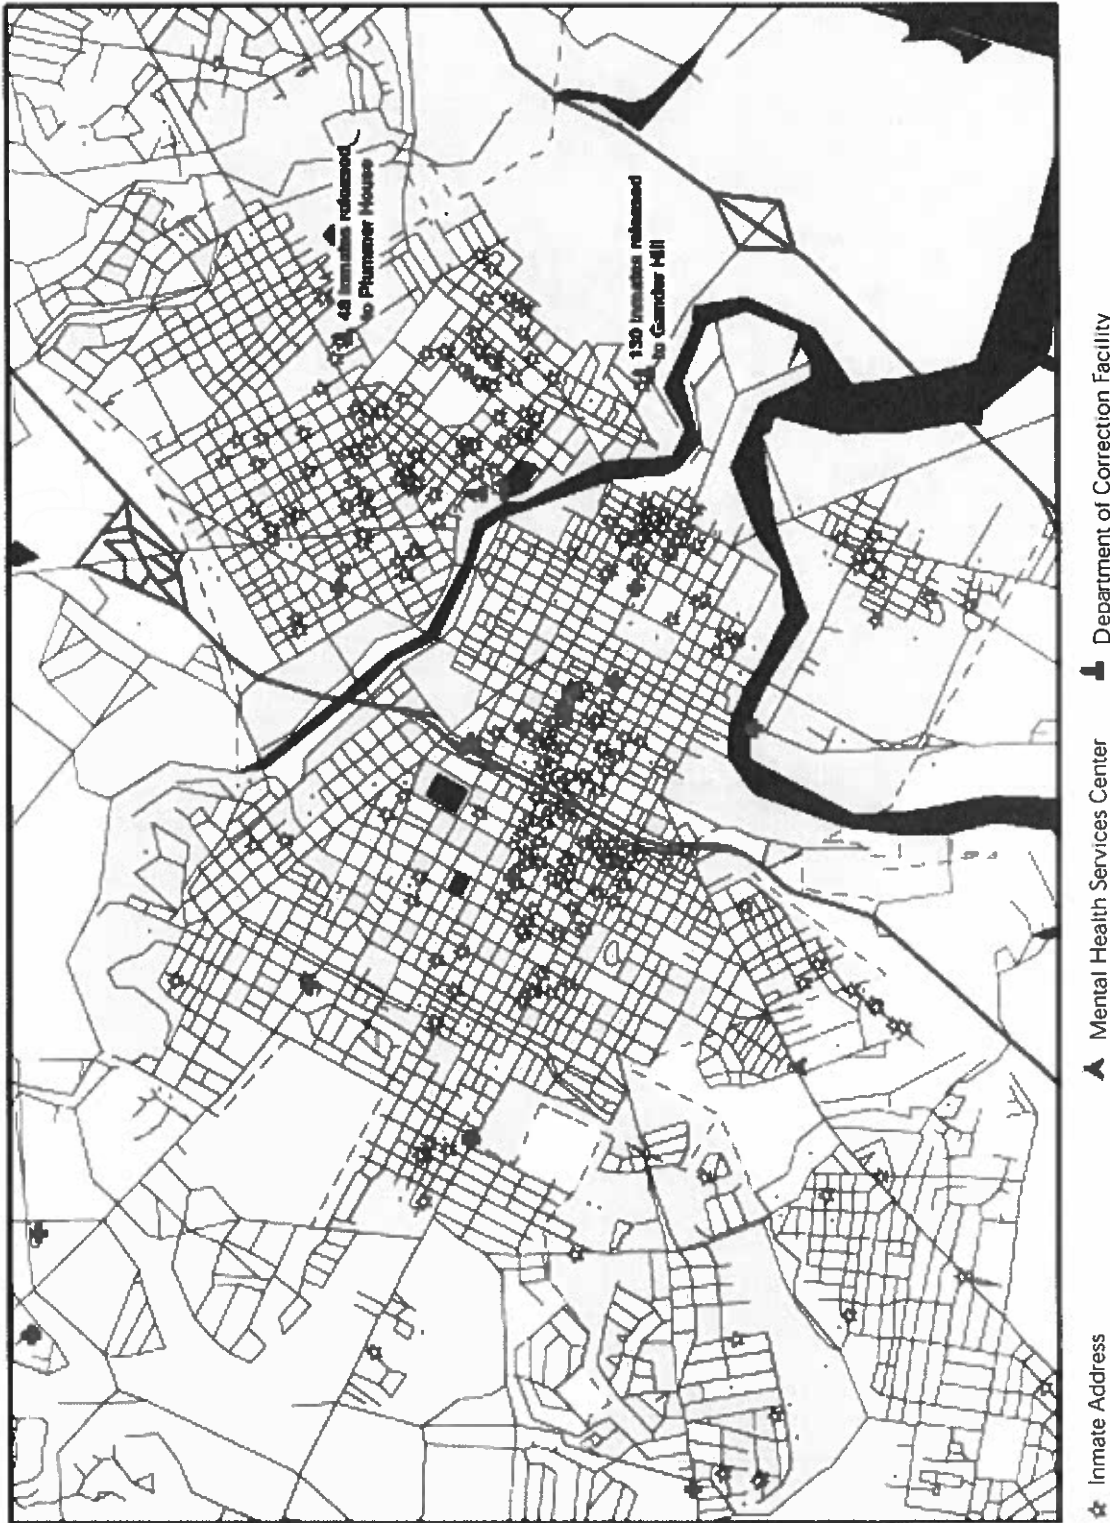 48 inmates released
to Plummer House
130 inmates released
to Gander Hill
Inmate Address
Mental Health Services Center
Department of Correction Facility